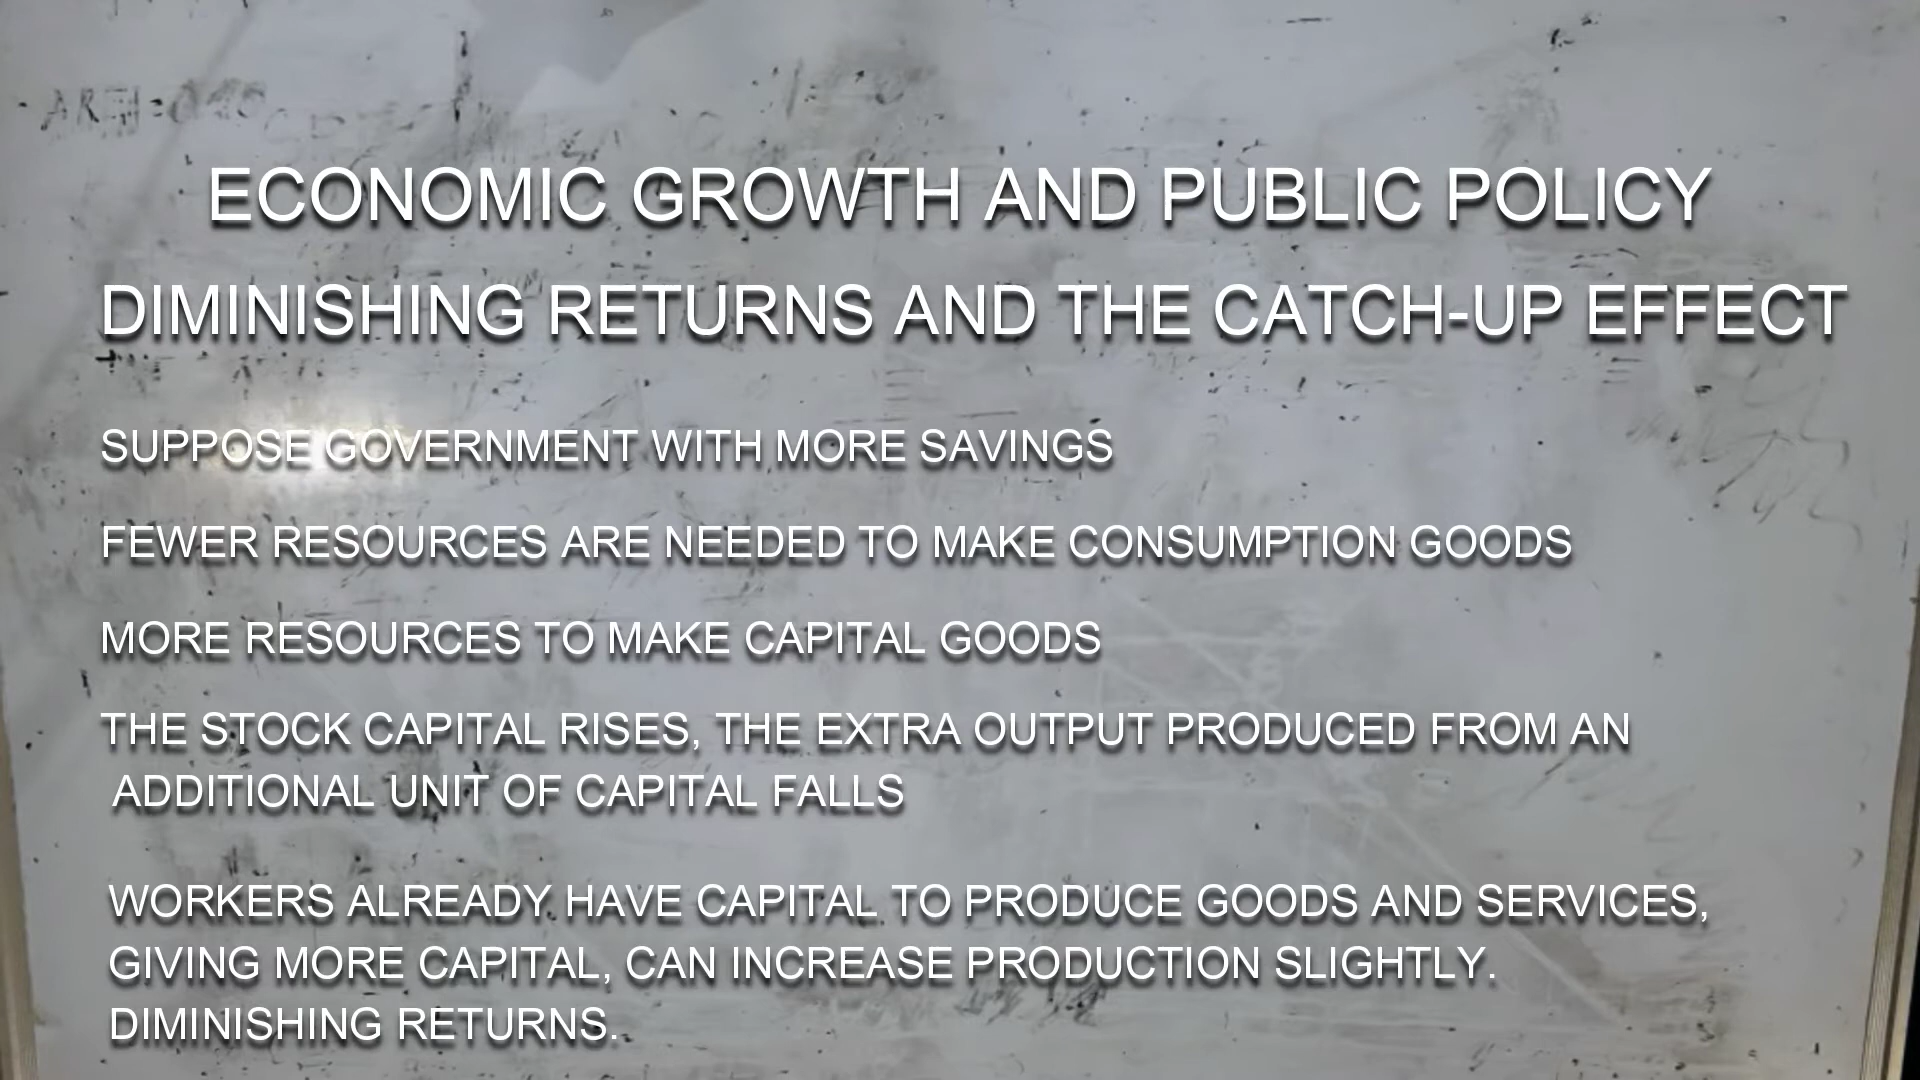 ECONOMIC GROWTH AND PUBLIC POLICY
DIMINISHING RETURNS AND THE CATCH-UP EFFECT
SUPPOSE GOVERNMENT WITH MORE SAVINGS
FEWER RESOURCES ARE NEEDED TO MAKE CONSUMPTION GOODS
MORE RESOURCES TO MAKE CAPITAL GOODS
THE STOCK CAPITAL RISES, THE EXTRA OUTPUT PRODUCED FROM AN
ADDITIONAL UNIT OF CAPITAL FALLS
WORKERS ALREADY HAVE CAPITAL TO PRODUCE GOODS AND SERVICES,
GIVING MORE CAPITAL, CAN INCREASE PRODUCTION SLIGHTLY.
DIMINISHING RETURNS.